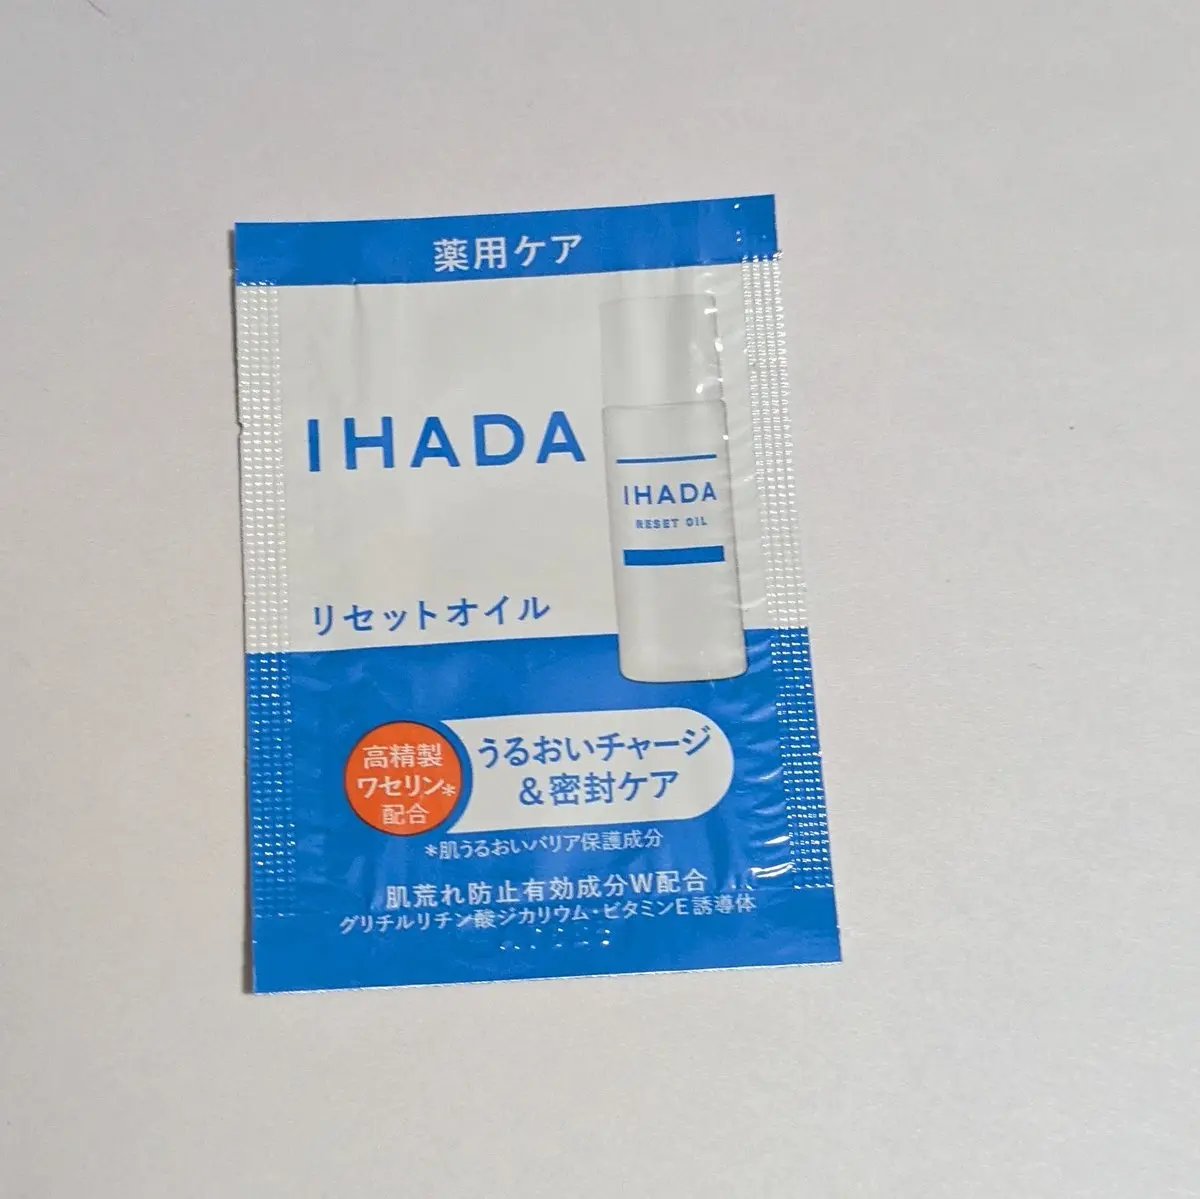 薬用ケア
IHADA
IHADA
RESET OIL
リセットオイル
高精製
ワセリン*
配合
うるおいチャージ
&密封ケア
*肌うるおいバリア保護成分
肌荒れ防止有効成分W配合
グリチルリチン酸ジカリウム・ビタミンE誘導体